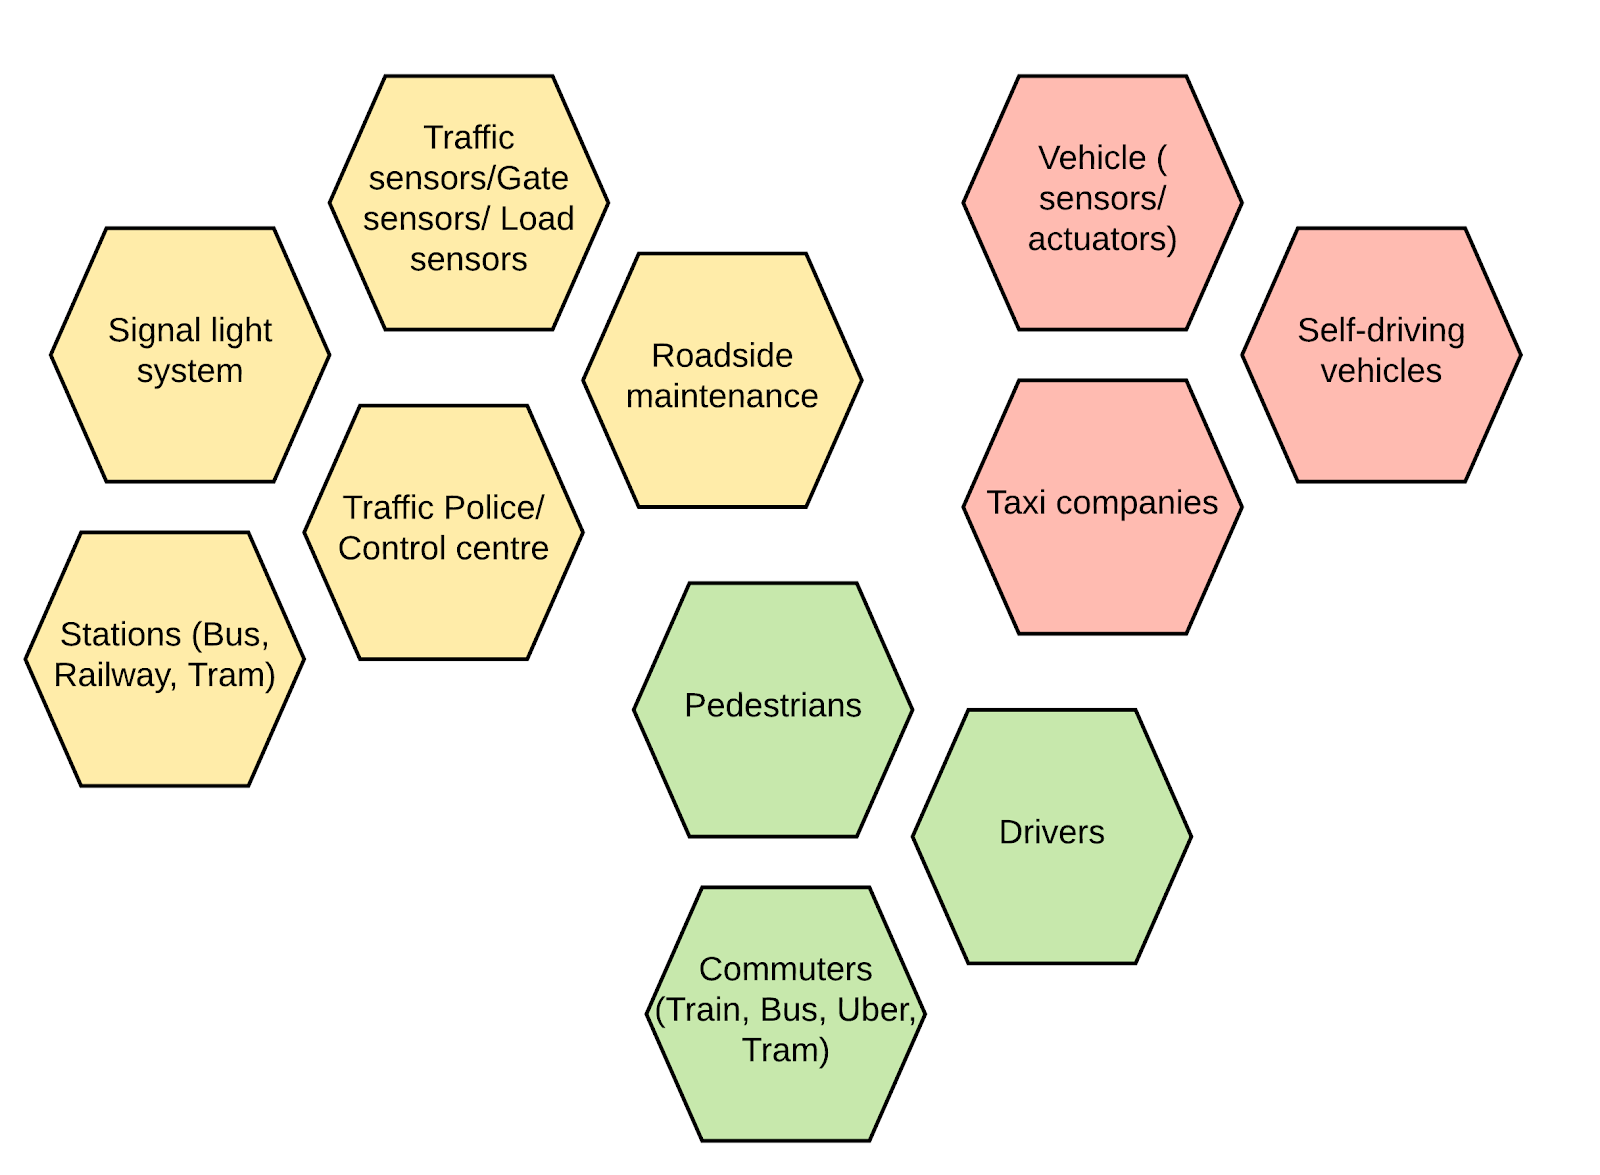 Traffic
sensors/Gate
sensors/ Load
sensors
Signal light
system
Roadside
maintenance
Traffic Police/
Control centre
Stations (Bus,
Railway, Tram)
Vehicle (
sensors/
actuators)
Self-driving
vehicles
Taxi companies
Pedestrians
Drivers
Commuters
(Train, Bus, Uber,
Tram)